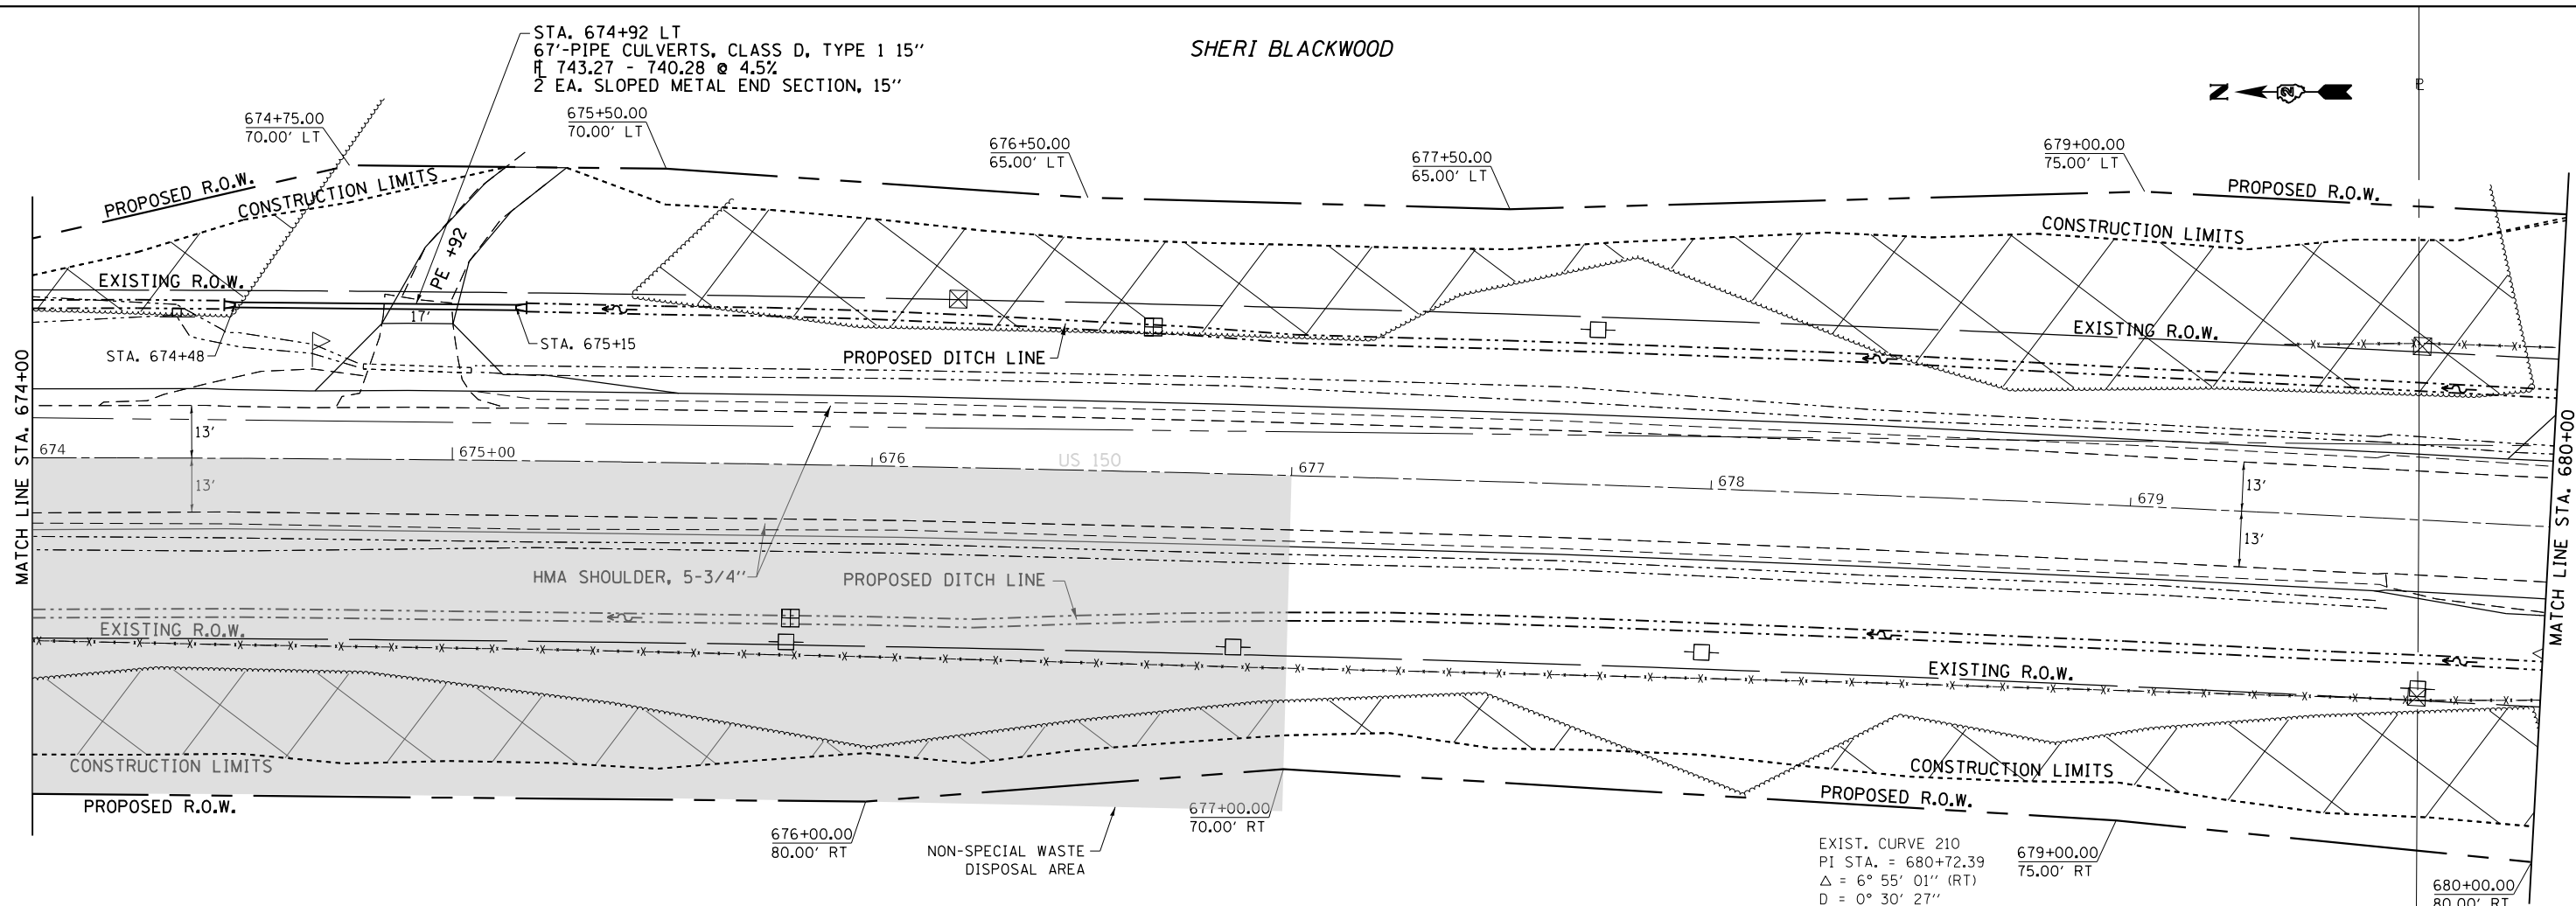 STA. 674+92 LT
67'-PIPE CULVERTS, CLASS D, TYPE 1 15''
FL 743.27 - 740.28 @ 4.5%
2 EA. SLOPED METAL END SECTION, 15''
SHERI BLACKWOOD
N
2
PL
674+75.00
70.00' LT
675+50.00
70.00' LT
676+50.00
65.00' LT
677+50.00
65.00' LT
679+00.00
75.00' LT
PROPOSED R.O.W.
CONSTRUCTION LIMITS
PROPOSED R.O.W.
CONSTRUCTION LIMITS
PE +92
EXISTING R.O.W.
17'
STA. 674+48
STA. 675+15
PROPOSED DITCH LINE
EXISTING R.O.W.
MATCH LINE STA. 674+00
MATCH LINE STA. 680+00
13'
674
675+00
676
US 150
677
678
679
13'
13'
13'
HMA SHOULDER, 5-3/4''
PROPOSED DITCH LINE
EXISTING R.O.W.
EXISTING R.O.W.
CONSTRUCTION LIMITS
PROPOSED R.O.W.
CONSTRUCTION LIMITS
PROPOSED R.O.W.
676+00.00
80.00' RT
677+00.00
70.00' RT
NON-SPECIAL WASTE
DISPOSAL AREA
EXIST. CURVE 210
PI STA. = 680+72.39
Δ = 6° 55' 01'' (RT)
D = 0° 30' 27''
679+00.00
75.00' RT
680+00.00
80.00' RT